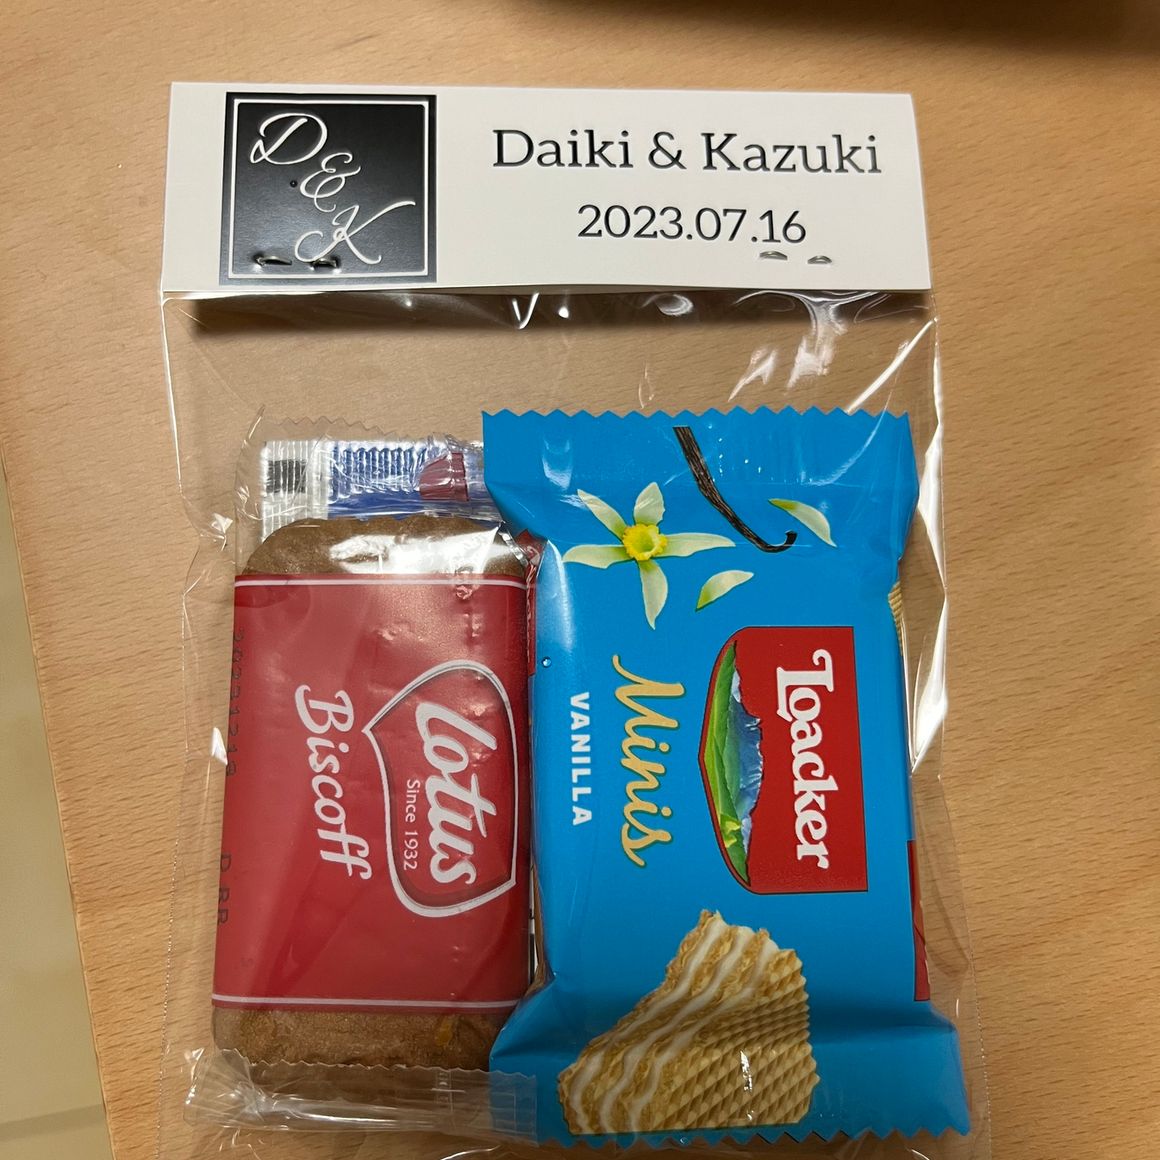 D&K
Daiki & Kazuki
2023.07.16
Lotus
Since 1932
Biscoff
Loacker
Minis
VANILLA